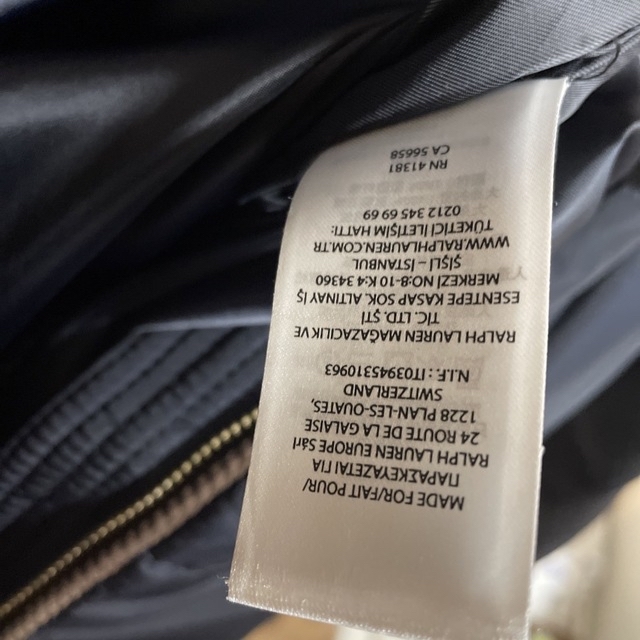 MADE FOR/FAIT POUR/
ΠΑΡΑΣΚΕΥΑΖΕΤΑΙ ΓΙΑ
RALPH LAUREN EUROPE Sárl
24 ROUTE DE LA GALAISE
1228 PLAN-LES-OUATES,
SWITZERLAND
N.I.F.: IT03945310963
RALPH LAUREN MAĞAZACILIK VE
TİC. LTD. ŞTİ
ESENTEPE KASAP SOK. ALTINAY İŞ
MERKEZİ NO:8-10 K:4 34360
ŞİŞLİ – İSTANBUL
WWW.RALPHLAUREN.COM.TR
TÜKETİCİ İLETİŞİM HATTI:
0212 345 69 69
RN 41381
CA 56658